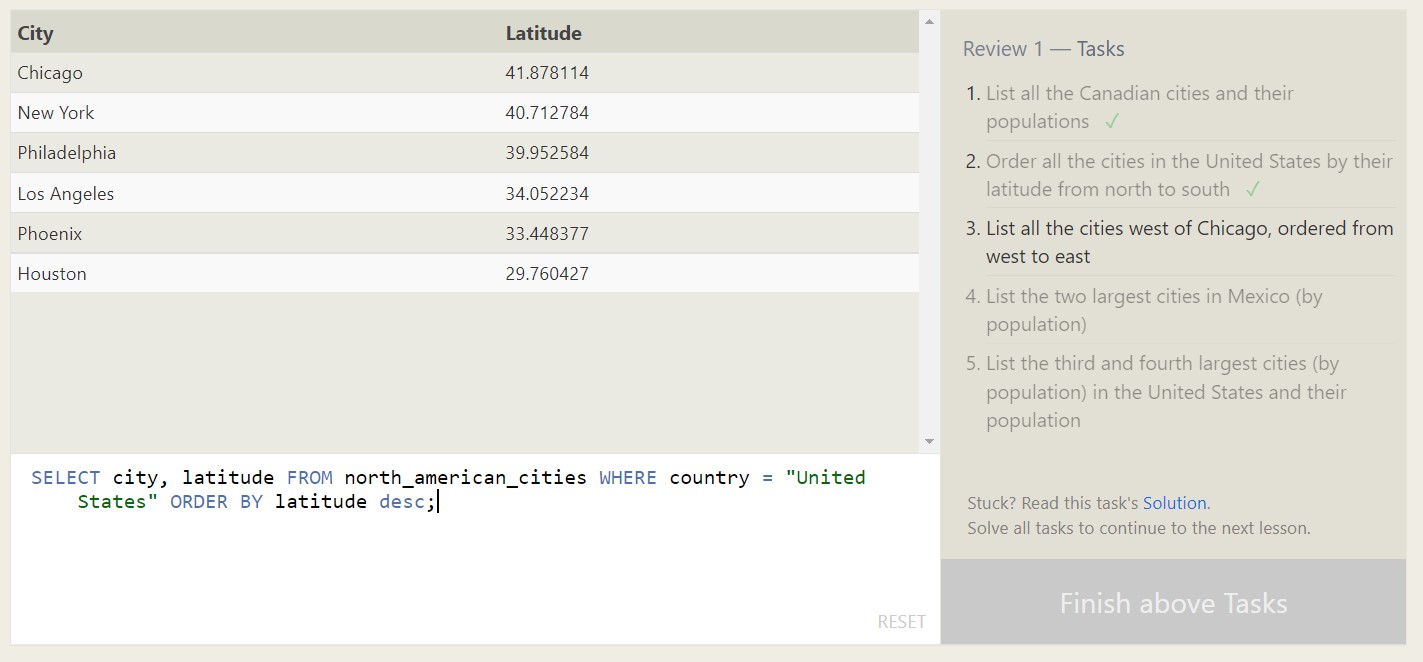 City Latitude
Chicago 41.878114
New York 40.712784
Philadelphia 39.952584
Los Angeles 34.052234
Phoenix 33.448377
Houston 29.760427
SELECT city, latitude FROM north_american_cities WHERE country = "United
States" ORDER BY latitude desc;
RESET
Review 1 — Tasks
1. List all the Canadian cities and their
populations ✓
2. Order all the cities in the United States by their
latitude from north to south ✓
3. List all the cities west of Chicago, ordered from
west to east
4. List the two largest cities in Mexico (by
population)
5. List the third and fourth largest cities (by
population) in the United States and their
population
Stuck? Read this task's Solution.
Solve all tasks to continue to the next lesson.
Finish above Tasks